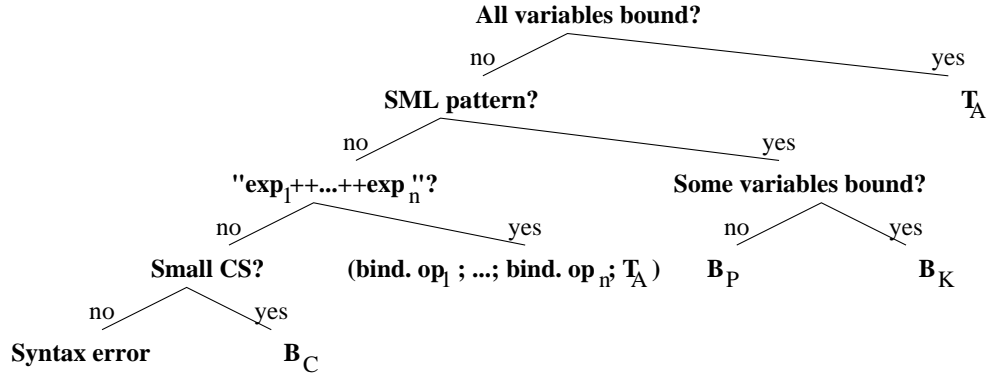 All variables bound?
no yes
SML pattern? T_A
no yes
"exp_1++...++exp_n"? Some variables bound?
no yes no yes
Small CS? (bind. op_1 ; ...; bind. op_n; T_A ) B_P B_K
no yes
Syntax error B_C